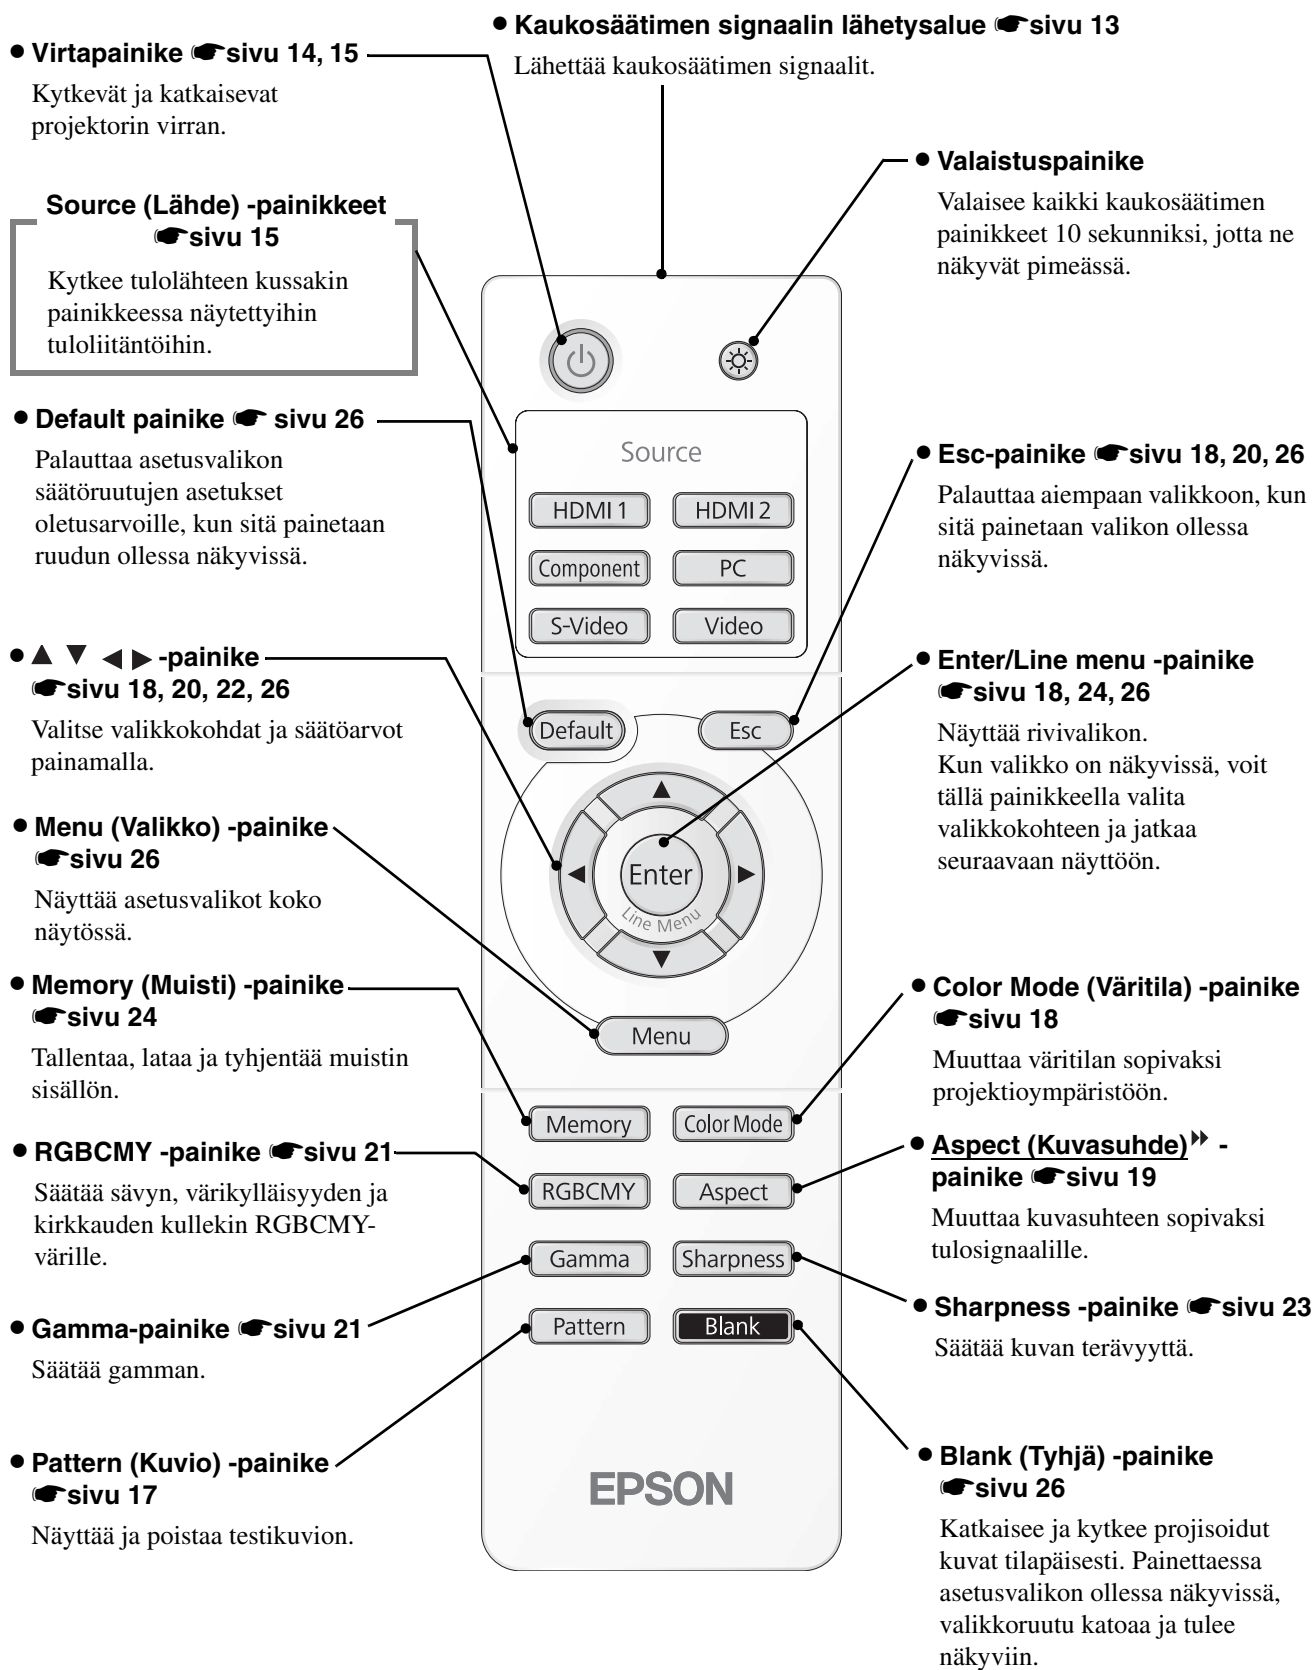 ● Kaukosäätimen signaalin lähetysalue ☛sivu 13
Lähettää kaukosäätimen signaalit.
● Virtapainike ☛sivu 14, 15
Kytkevät ja katkaisevat
projektorin virran.
Source (Lähde) -painikkeet
☛sivu 15
Kytkee tulolähteen kussakin
painikkeessa näytettyihin
tuloliitäntöihin.
● Default painike ☛ sivu 26
Palauttaa asetusvalikon
säätöruutujen asetukset
oletusarvoille, kun sitä painetaan
ruudun ollessa näkyvissä.
● ▲ ▼ ◀ ▶ -painike
☛sivu 18, 20, 22, 26
Valitse valikkokohdat ja säätöarvot
painamalla.
● Menu (Valikko) -painike
☛sivu 26
Näyttää asetusvalikot koko
näytössä.
● Memory (Muisti) -painike
☛sivu 24
Tallentaa, lataa ja tyhjentää muistin
sisällön.
● RGBCMY -painike ☛sivu 21
Säätää sävyn, värikylläisyyden ja
kirkkauden kullekin RGBCMY-
värille.
● Gamma-painike ☛sivu 21
Säätää gamman.
● Pattern (Kuvio) -painike
☛sivu 17
Näyttää ja poistaa testikuvion.
Source
HDMI 1 HDMI 2
Component PC
S-Video Video
Default Esc
Enter
Line Menu
Menu
Memory Color Mode
RGBCMY Aspect
Gamma Sharpness
Pattern Blank
EPSON
● Valaistuspainike
Valaisee kaikki kaukosäätimen
painikkeet 10 sekunniksi, jotta ne
näkyvät pimeässä.
● Esc-painike ☛sivu 18, 20, 26
Palauttaa aiempaan valikkoon, kun
sitä painetaan valikon ollessa
näkyvissä.
● Enter/Line menu -painike
☛sivu 18, 24, 26
Näyttää rivivalikon.
Kun valikko on näkyvissä, voit
tällä painikkeella valita
valikkokohteen ja jatkaa
seuraavaan näyttöön.
● Color Mode (Väritila) -painike
☛sivu 18
Muuttaa väritilan sopivaksi
projektioympäristöön.
● Aspect (Kuvasuhde)▶▶ -
painike ☛sivu 19
Muuttaa kuvasuhteen sopivaksi
tulosignaalille.
● Sharpness -painike ☛sivu 23
Säätää kuvan terävyyttä.
● Blank (Tyhjä) -painike
☛sivu 26
Katkaisee ja kytkee projisoidut
kuvat tilapäisesti. Painettaessa
asetusvalikon ollessa näkyvissä,
valikkoruutu katoaa ja tulee
näkyviin.